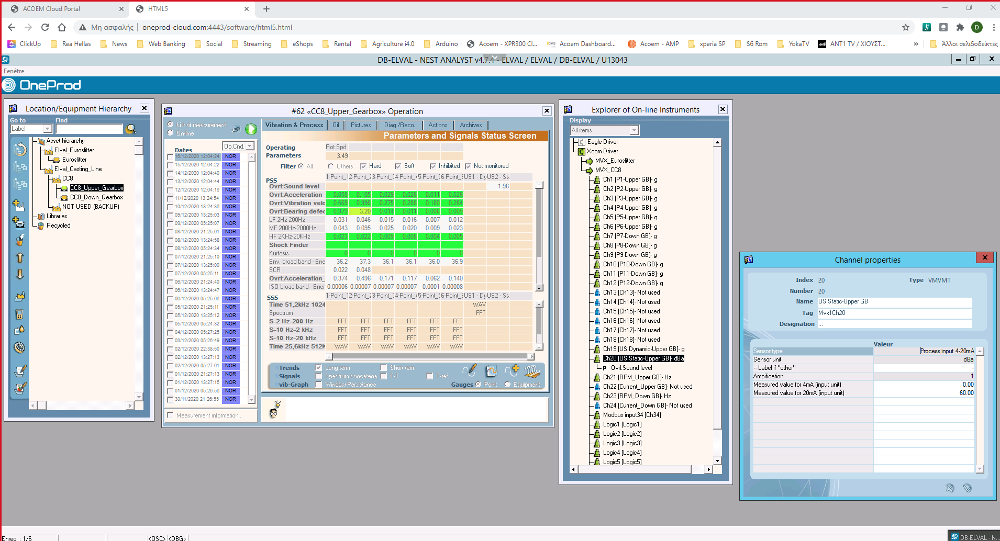 ACOEM Cloud Portal
HTML5
Μη ασφαλής | oneprod-cloud.com:4443/software/html5.html
D
ClickUp Rea Hellas News Web Banking Social Streaming eShops Rental Agriculture i4.0 Arduino Acoem - XPR300 Cl... Acoem Dashboard... Acoem - AMP xperia SP S6 Rom YokaTV ANT1 TV / ΧΙΟΥΣΤ... » Άλλοι σελιδοδείκτες
DB-ELVAL - NEST ANALYST v4.7.4 - ELVAL / ELVAL / DB-ELVAL / U13043
Fenêtre
OneProd
Location/Equipment Hierarchy
Go to Find
Label
Asset hierarchy
Elval_Euroslitter
Euroslitter
Elval_Casting_Line
CC8
CC8_Upper_Gearbox
CC8_Down_Gearbox
NOT USED (BACKUP)
Libraries
Recycled
#62 «CC8_Upper_Gearbox» Operation
List of measurement:
On-line
Dates Op.Cnd.
16/12/2020 12:04:24 NOR
15/12/2020 12:04:22 NOR
14/12/2020 12:04:40 NOR
13/12/2020 12:04:44 NOR
12/12/2020 12:04:16 NOR
11/12/2020 13:24:54 NOR
10/12/2020 13:24:36 NOR
09/12/2020 13:25:03 NOR
09/12/2020 05:25:07 NOR
08/12/2020 21:25:01 NOR
08/12/2020 13:24:58 NOR
08/12/2020 05:24:34 NOR
07/12/2020 21:25:10 NOR
07/12/2020 13:25:00 NOR
07/12/2020 05:25:11 NOR
06/12/2020 21:24:40 NOR
06/12/2020 13:24:47 NOR
06/12/2020 05:25:06 NOR
05/12/2020 21:25:11 NOR
05/12/2020 13:25:12 NOR
05/12/2020 05:24:32 NOR
04/12/2020 05:27:25 NOR
03/12/2020 05:26:49 NOR
02/12/2020 22:38:50 NOR
02/12/2020 13:27:13 NOR
02/12/2020 05:27:01 NOR
01/12/2020 21:27:13 NOR
01/12/2020 13:27:15 NOR
01/12/2020 05:26:56 NOR
30/11/2020 21:26:55 NOR
Measurement information...
Vibration & Process Oil Pictures Diag./Reco. Actions Archives
Parameters and Signals Status Screen
Operating Parameters
Rot Spd
3.49
Filter All Others Hard Soft Inhibited Not monitored
PSS 1-Point_1 2-Point_2 3-Point_3 4-Point_4 5-Point_5 6-Point_6 US1 - Dy US2 - Sta
Ovrl:Sound level 1.96
Ovrl:Acceleration 0.058 0.105 0.029 0.026 0.011 0.026
Ovrl:Vibration velo 0.669 0.996 0.275 0.286 0.180 0.264
Ovrl:Bearing defec 0.979 3.20 0.014 0.011 0.006 0.009
LF 2Hz-200Hz 0.031 0.046 0.015 0.016 0.007 0.012
MF 200Hz-2000Hz 0.043 0.095 0.025 0.020 0.009 0.023
HF 2KHz-20KHz 0.023 0.022 0.009 0.008 0.004 0.005
Shock Finder
Kurtosis 0 0 0 0 0 0
Env. broad band - Ene 36.2 37.3 36.1 36.1 36.0 36.9
SCR 0.022 0.048
Ovrl:Acceleration_ 0.374 0.496 0.171 0.117 0.062 0.140
ISO broad band - Ener 0.00006 0.00007 0.00007 0.00007 0.0001 0.00008
SSS 1-Point_1 2-Point_2 3-Point_3 4-Point_4 5-Point_5 6-Point_6 US1 - Dy US2 - Sta
Time 51,2kHz 1024 WAV
Spectrum FFT
S-2 Hz-200 Hz FFT FFT FFT FFT FFT FFT
S-10 Hz-2 kHz FFT FFT FFT FFT FFT FFT
S-10 Hz-20 kHz FFT FFT FFT FFT FFT FFT
Time 25,6kHz 512K WAV WAV WAV WAV WAV WAV
Trends Long term Short term
Signals Spectrum concatena T-1 T-ref.
vib-Graph Window Persistance Gauges Point Equipment
Explorer of On-line Instruments
Display
All items
Eagle Driver
Xcom Driver
MVX_Euroslitter
MVX_CC8
Ch1 [P1-Upper GB]- g
Ch2 [P2-Upper GB]- g
Ch3 [P3-Upper GB]- g
Ch4 [P4-Upper GB]- g
Ch5 [P5-Upper GB]- g
Ch6 [P6-Upper GB]- g
Ch7 [P7-Down GB]- g
Ch8 [P8-Down GB]- g
Ch9 [P9-Down GB]- g
Ch10 [P10-Down GB]- g
Ch11 [P11-Down GB]- g
Ch12 [P12-Down GB]- g
Ch13 [Ch13]- Not used
Ch14 [Ch14]- Not used
Ch15 [Ch15]- Not used
Ch16 [Ch16]- Not used
Ch17 [Ch17]- Not used
Ch18 [Ch18]- Not used
Ch19 [US Dynamic-Upper GB]- g
Ch20 [US Static-Upper GB]- dBa
P Ovrl:Sound level
Ch21 [RPM_Upper GB]- Hz
Ch22 [Current_Upper GB]- Not used
Ch23 [RPM_Down GB]- Hz
Ch24 [Current_Down GB]- Not used
Modbus input34 [Ch34]
Logic1 [Logic1]
Logic2 [Logic2]
Logic3 [Logic3]
Logic4 [Logic4]
Logic5 [Logic5]
Channel properties
Index 20 Type VMVMT
Number 20
Name US Static-Upper GB
Tag Mvx1Ch20
Designation ...
Valeur
Sensor type Process input 4-20mA
Sensor unit dBa
-- Label if "other" -
Ampification 1
Measured value for 4mA (input unit) 0.00
Measured value for 20mA (input unit) 60.00
Enreg. : 1/6 <OSC> <DBG>
DB-ELVAL - N...